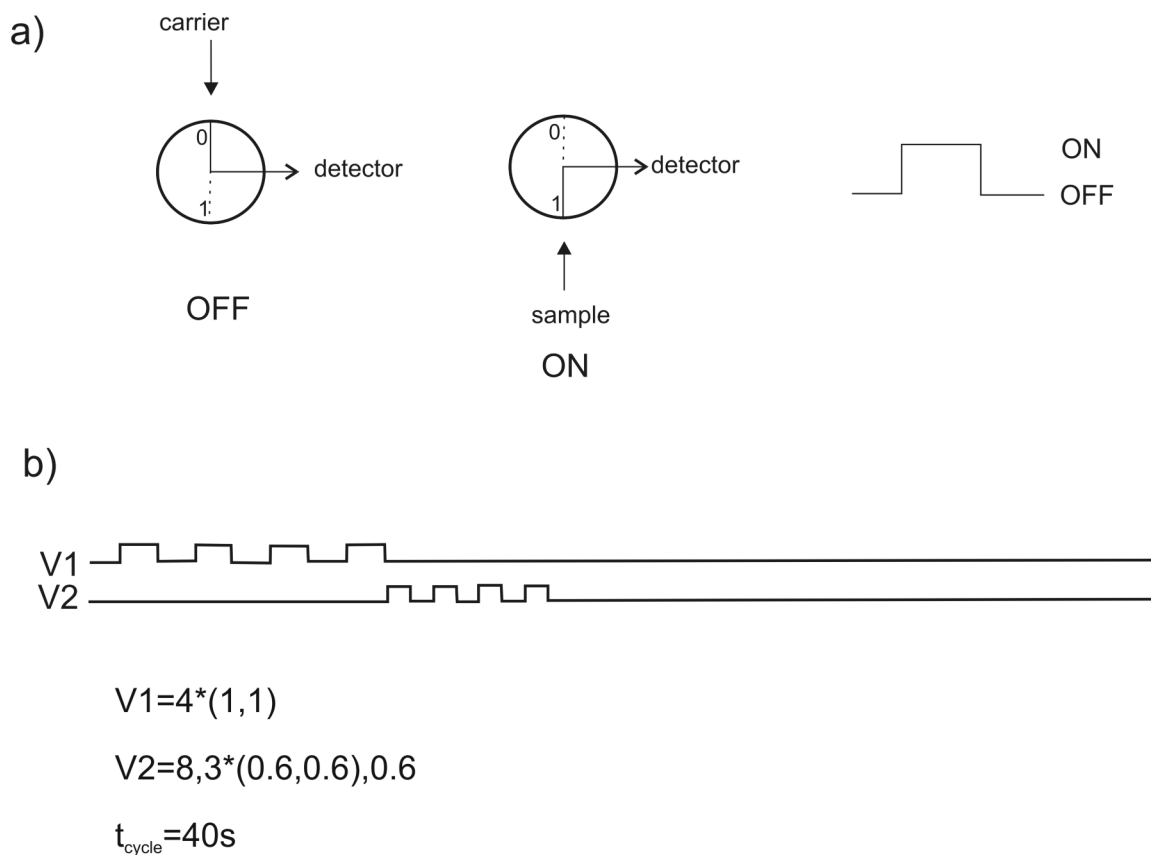 a)
carrier
0
1
detector
OFF
0
1
detector
sample
ON
ON
OFF
b)
V1
V2
V1=4*(1,1)
V2=8,3*(0.6,0.6),0.6
t_cycle=40s